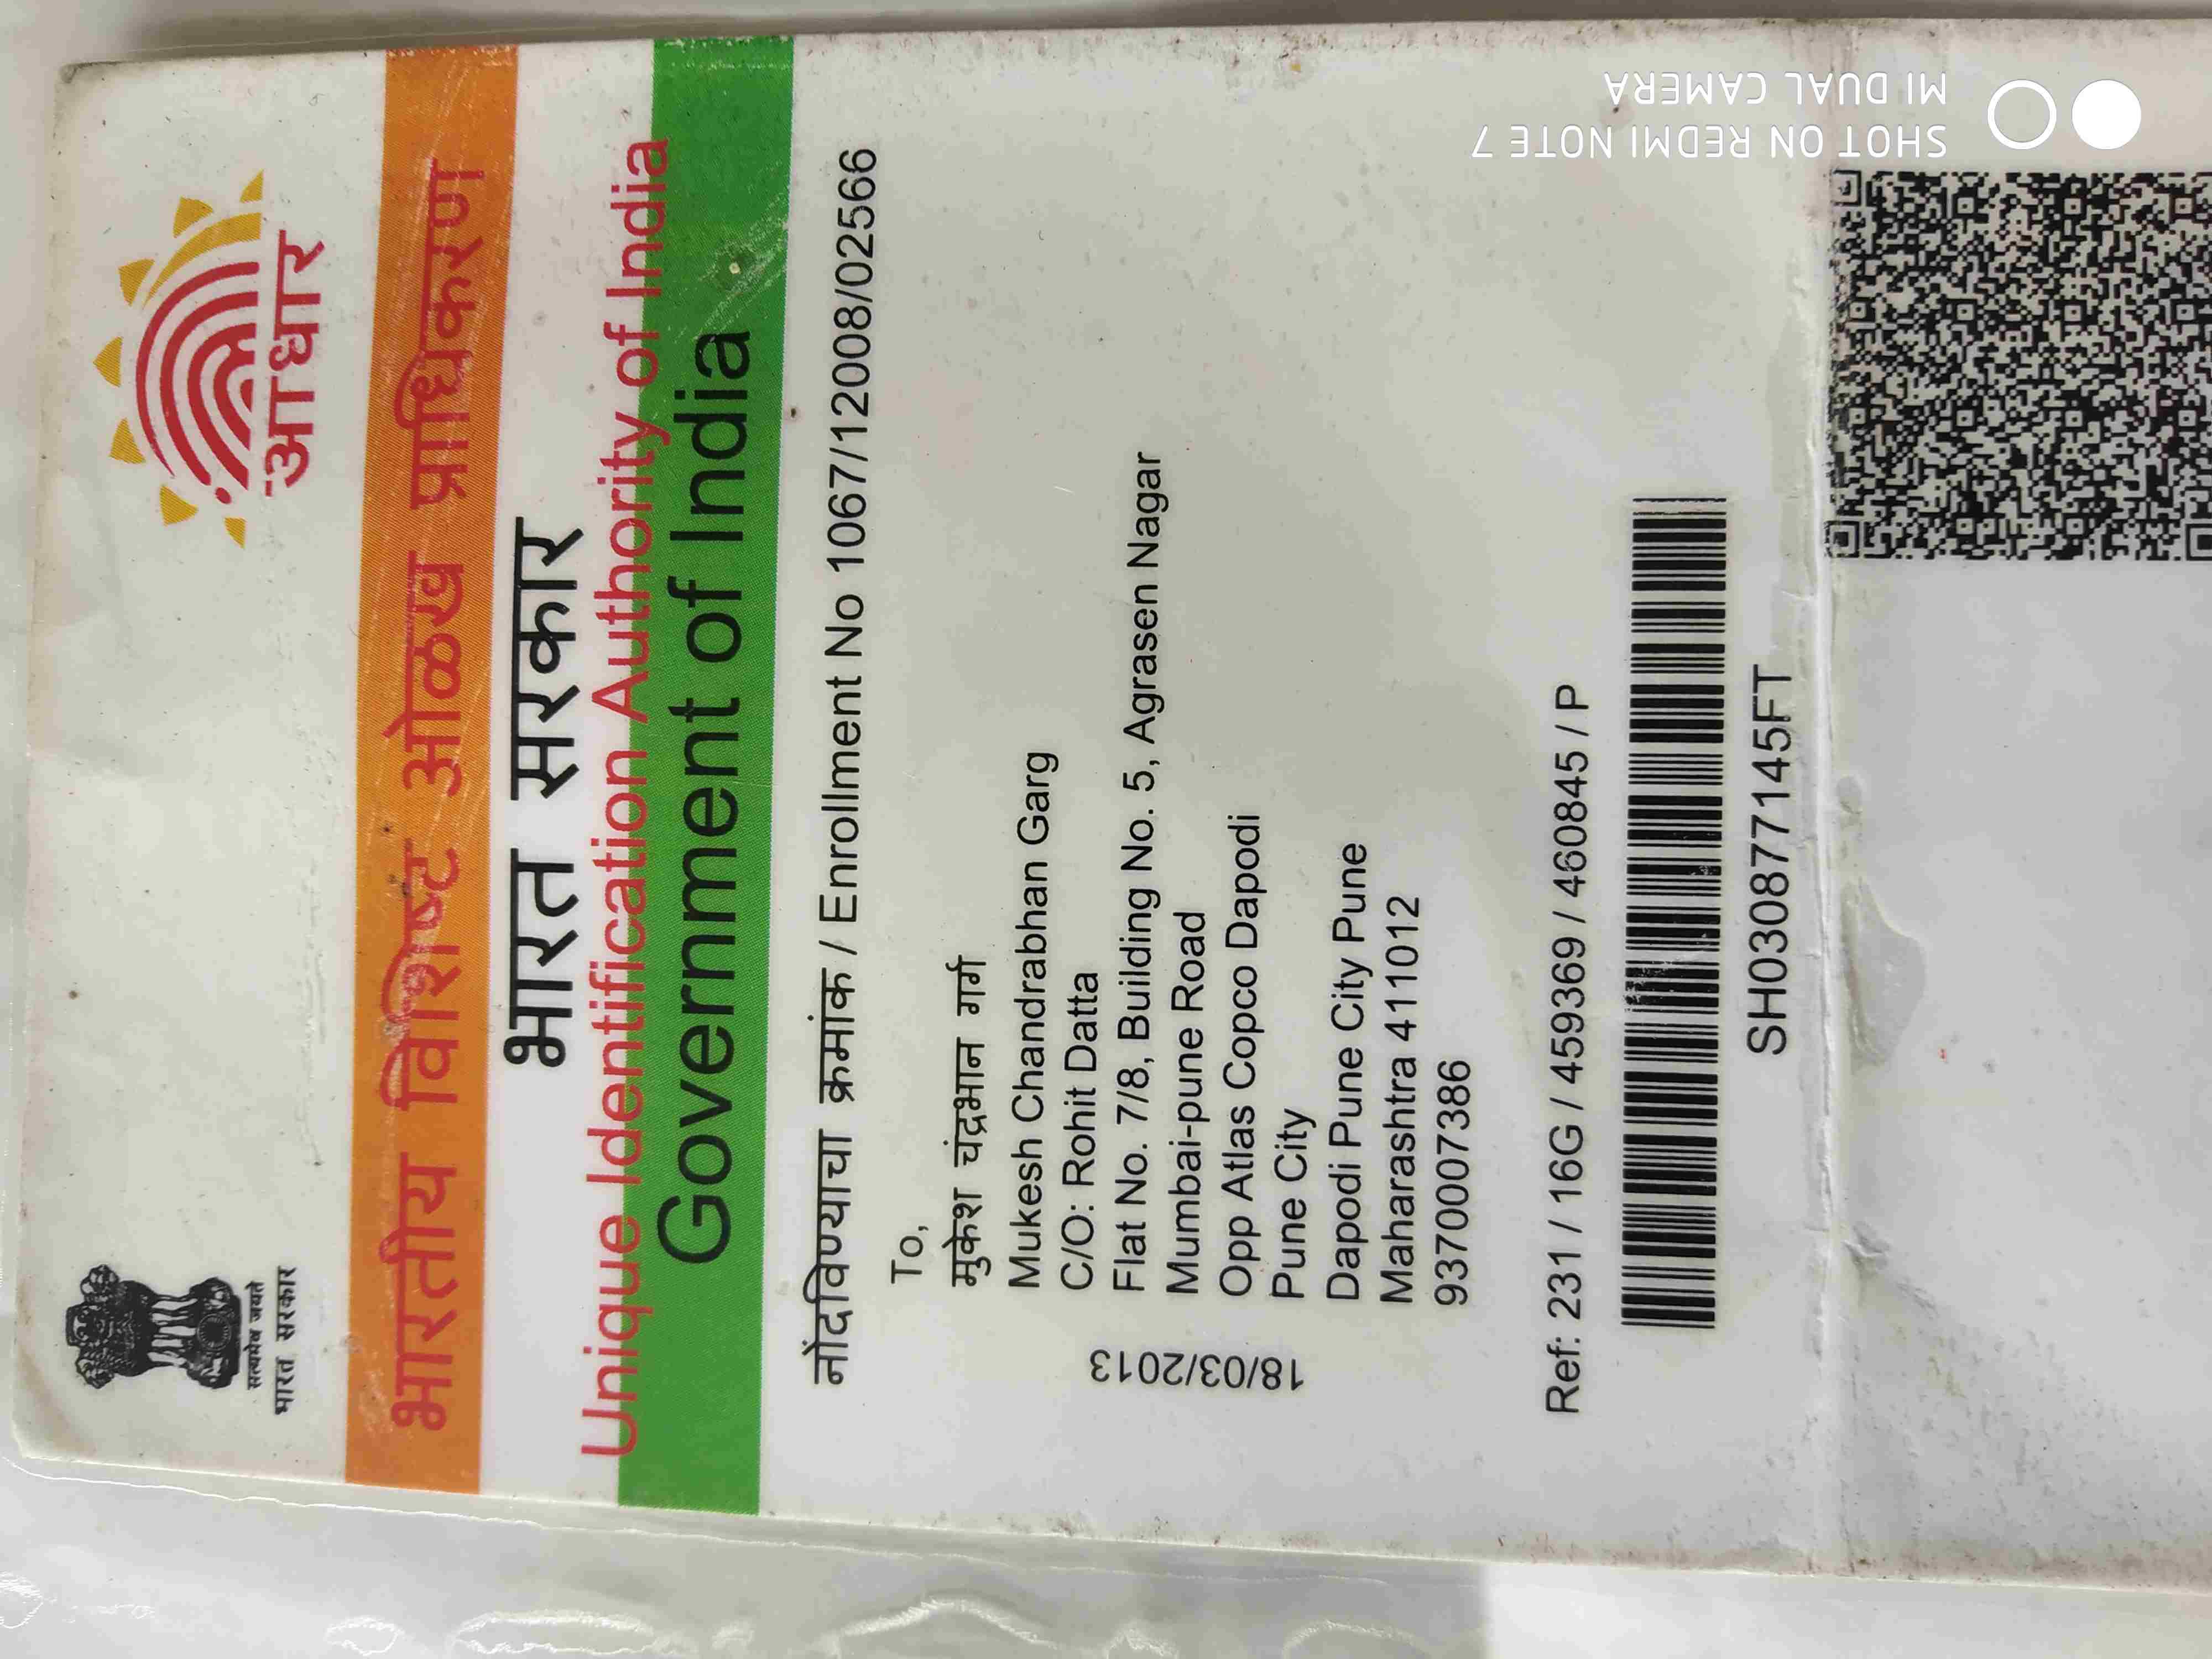 सत्यमेव जयते
भारत सरकार
आधार
भारतीय विशिष्ट ओळख प्राधिकरण
भारत सरकार
Unique Identification Authority of India
Government of India
नोंदविण्याचा क्रमांक / Enrollment No 1067/12008/02566
To,
मुकेश चंद्रभान गर्ग
Mukesh Chandrabhan Garg
C/O: Rohit Datta
Flat No. 7/8, Building No. 5, Agrasen Nagar
Mumbai-pune Road
Opp Atlas Copco Dapodi
Pune City
Dapodi Pune City Pune
Maharashtra 411012
9370007386
18/03/2013
Ref: 231 / 16G / 459369 / 460845 / P
SH030877145FT
SHOT ON REDMI NOTE 7
MI DUAL CAMERA